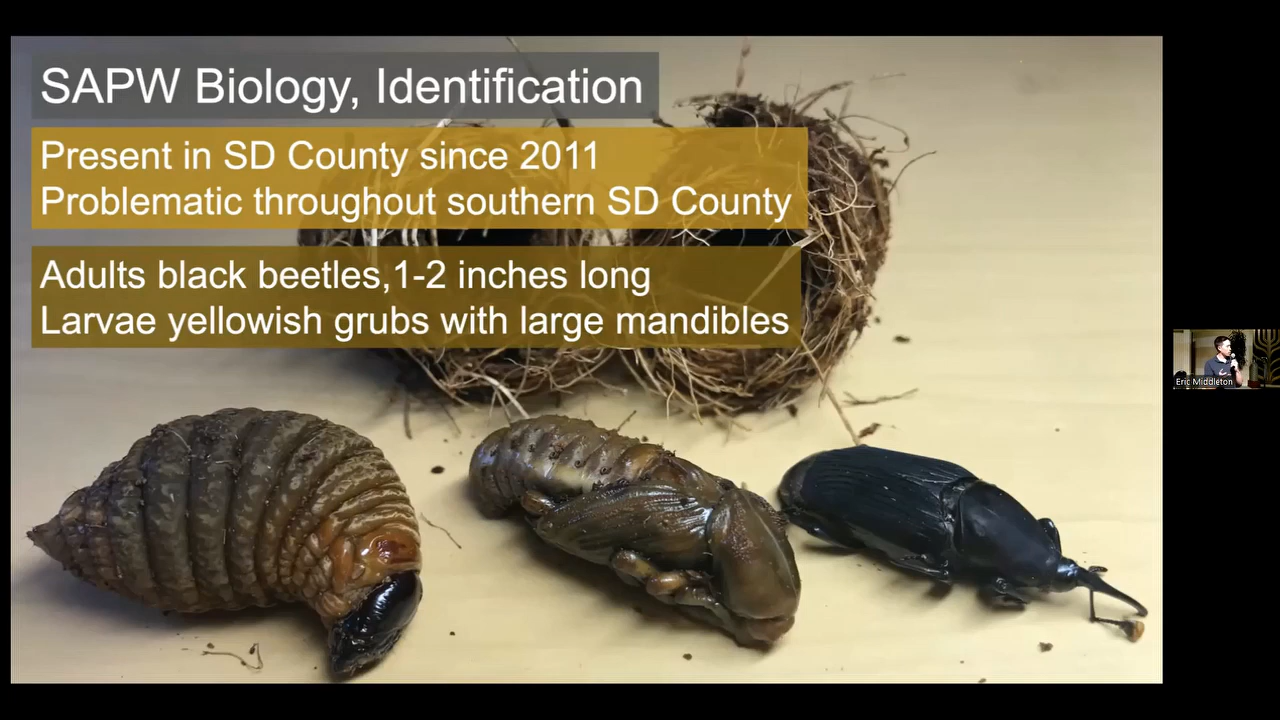 SAPW Biology, Identification
Present in SD County since 2011
Problematic throughout southern SD County
Adults black beetles,1-2 inches long
Larvae yellowish grubs with large mandibles
Eric Middleton